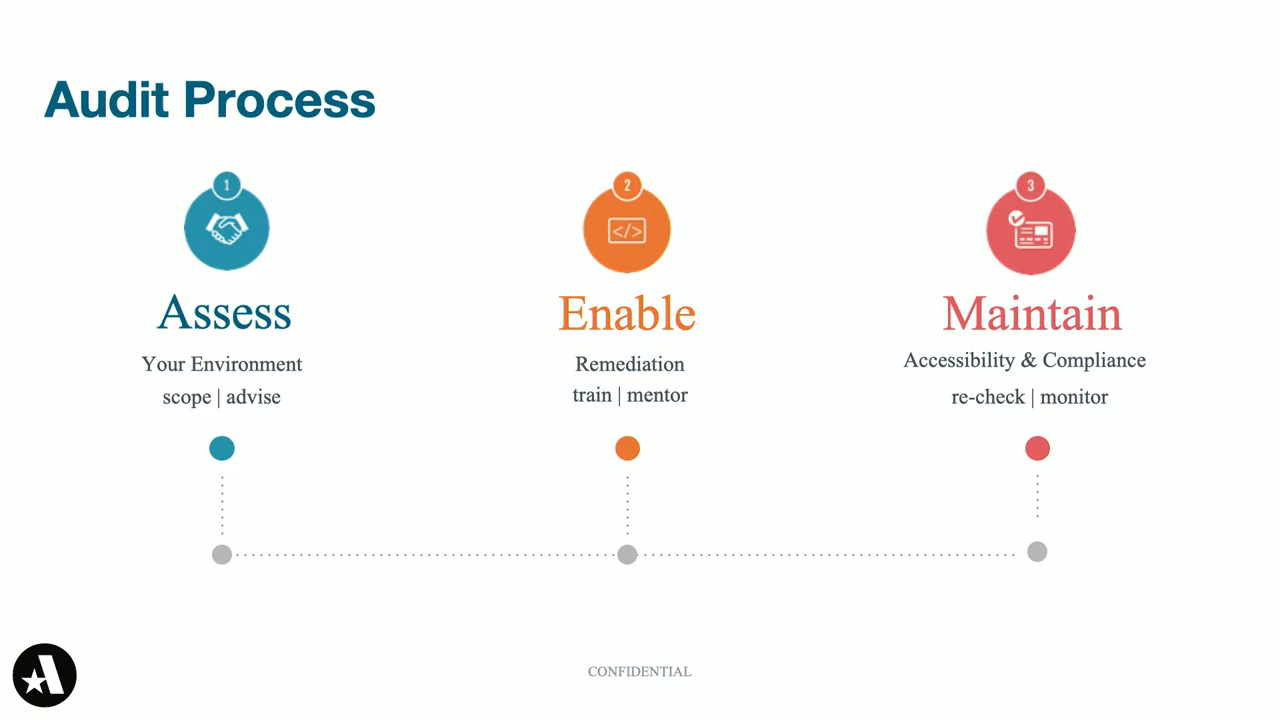 Audit Process
1
2
3
</>
Assess
Enable
Maintain
Your Environment
scope | advise
Remediation
train | mentor
Accessibility & Compliance
re-check | monitor
A
CONFIDENTIAL